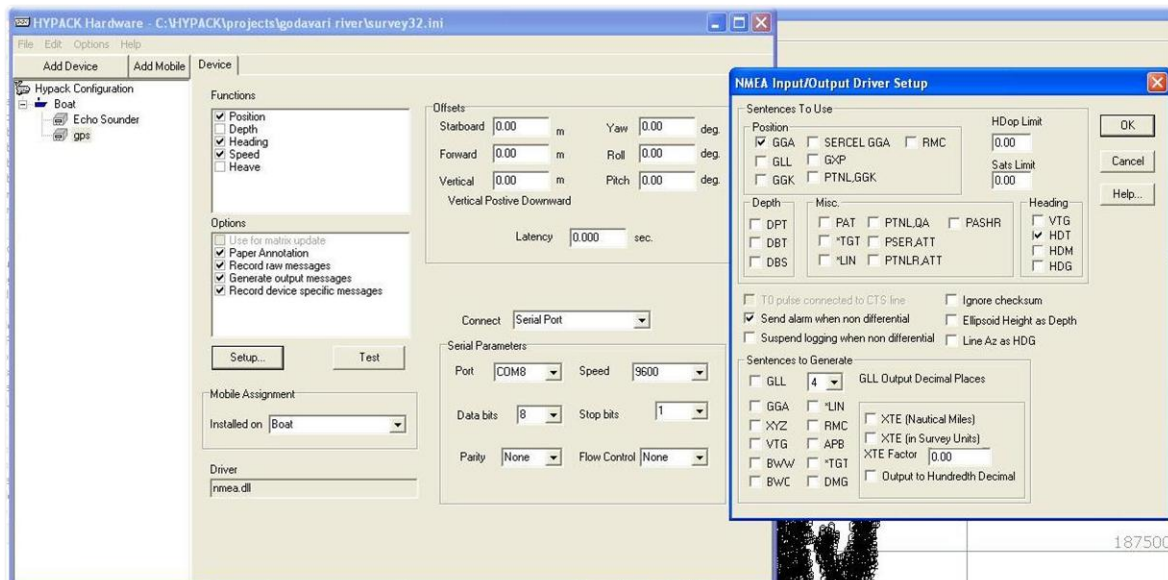 HYPACK Hardware - C:\HYPACK\projects\godavari river\survey32.ini
File Edit Options Help
Add Device
Add Mobile
Device
Hypack Configuration
Boat
Echo Sounder
gps
Functions
Position
Depth
Heading
Speed
Heave
Options
Use for matrix update
Paper Annotation
Record raw messages
Generate output messages
Record device specific messages
Setup...
Test
Mobile Assignment
Installed on Boat
Driver
nmea.dll
Offsets
Starboard 0.00 m Yaw 0.00 deg.
Forward 0.00 m Roll 0.00 deg.
Vertical 0.00 m Pitch 0.00 deg.
Vertical Postive Downward
Latency 0.000 sec.
Connect Serial Port
Serial Parameters
Port COM8 Speed 9600
Data bits 8 Stop bits 1
Parity None Flow Control None
NMEA Input/Output Driver Setup
Sentences To Use
Position
GGA SERCEL GGA RMC
GLL GXP
GGK PTNL,GGK
HDop Limit
0.00
Sats Limit
0.00
OK
Cancel
Help...
Depth
DPT
DBT
DBS
Misc.
PAT PTNL,QA PASHR
*TGT PSER,ATT
*LIN PTNLR,ATT
Heading
VTG
HDT
HDM
HDG
T0 pulse connected to CTS line
Send alarm when non differential
Suspend logging when non differential
Ignore checksum
Ellipsoid Height as Depth
Line Az as HDG
Sentences to Generate
GLL 4 GLL Output Decimal Places
GGA *LIN
XYZ RMC
VTG APB
BWW *TGT
BWC DMG
XTE (Nautical Miles)
XTE (in Survey Units)
XTE Factor 0.00
Output to Hundredth Decimal
187500